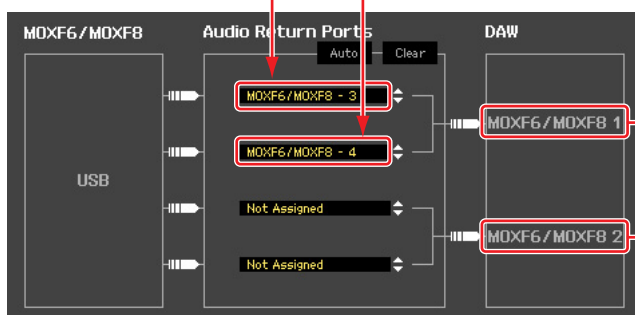 MOXF6/MOXF8
Audio Return Ports
DAW
Auto
Clear
MOXF6/MOXF8 - 3
MOXF6/MOXF8 1
MOXF6/MOXF8 - 4
USB
Not Assigned
MOXF6/MOXF8 2
Not Assigned